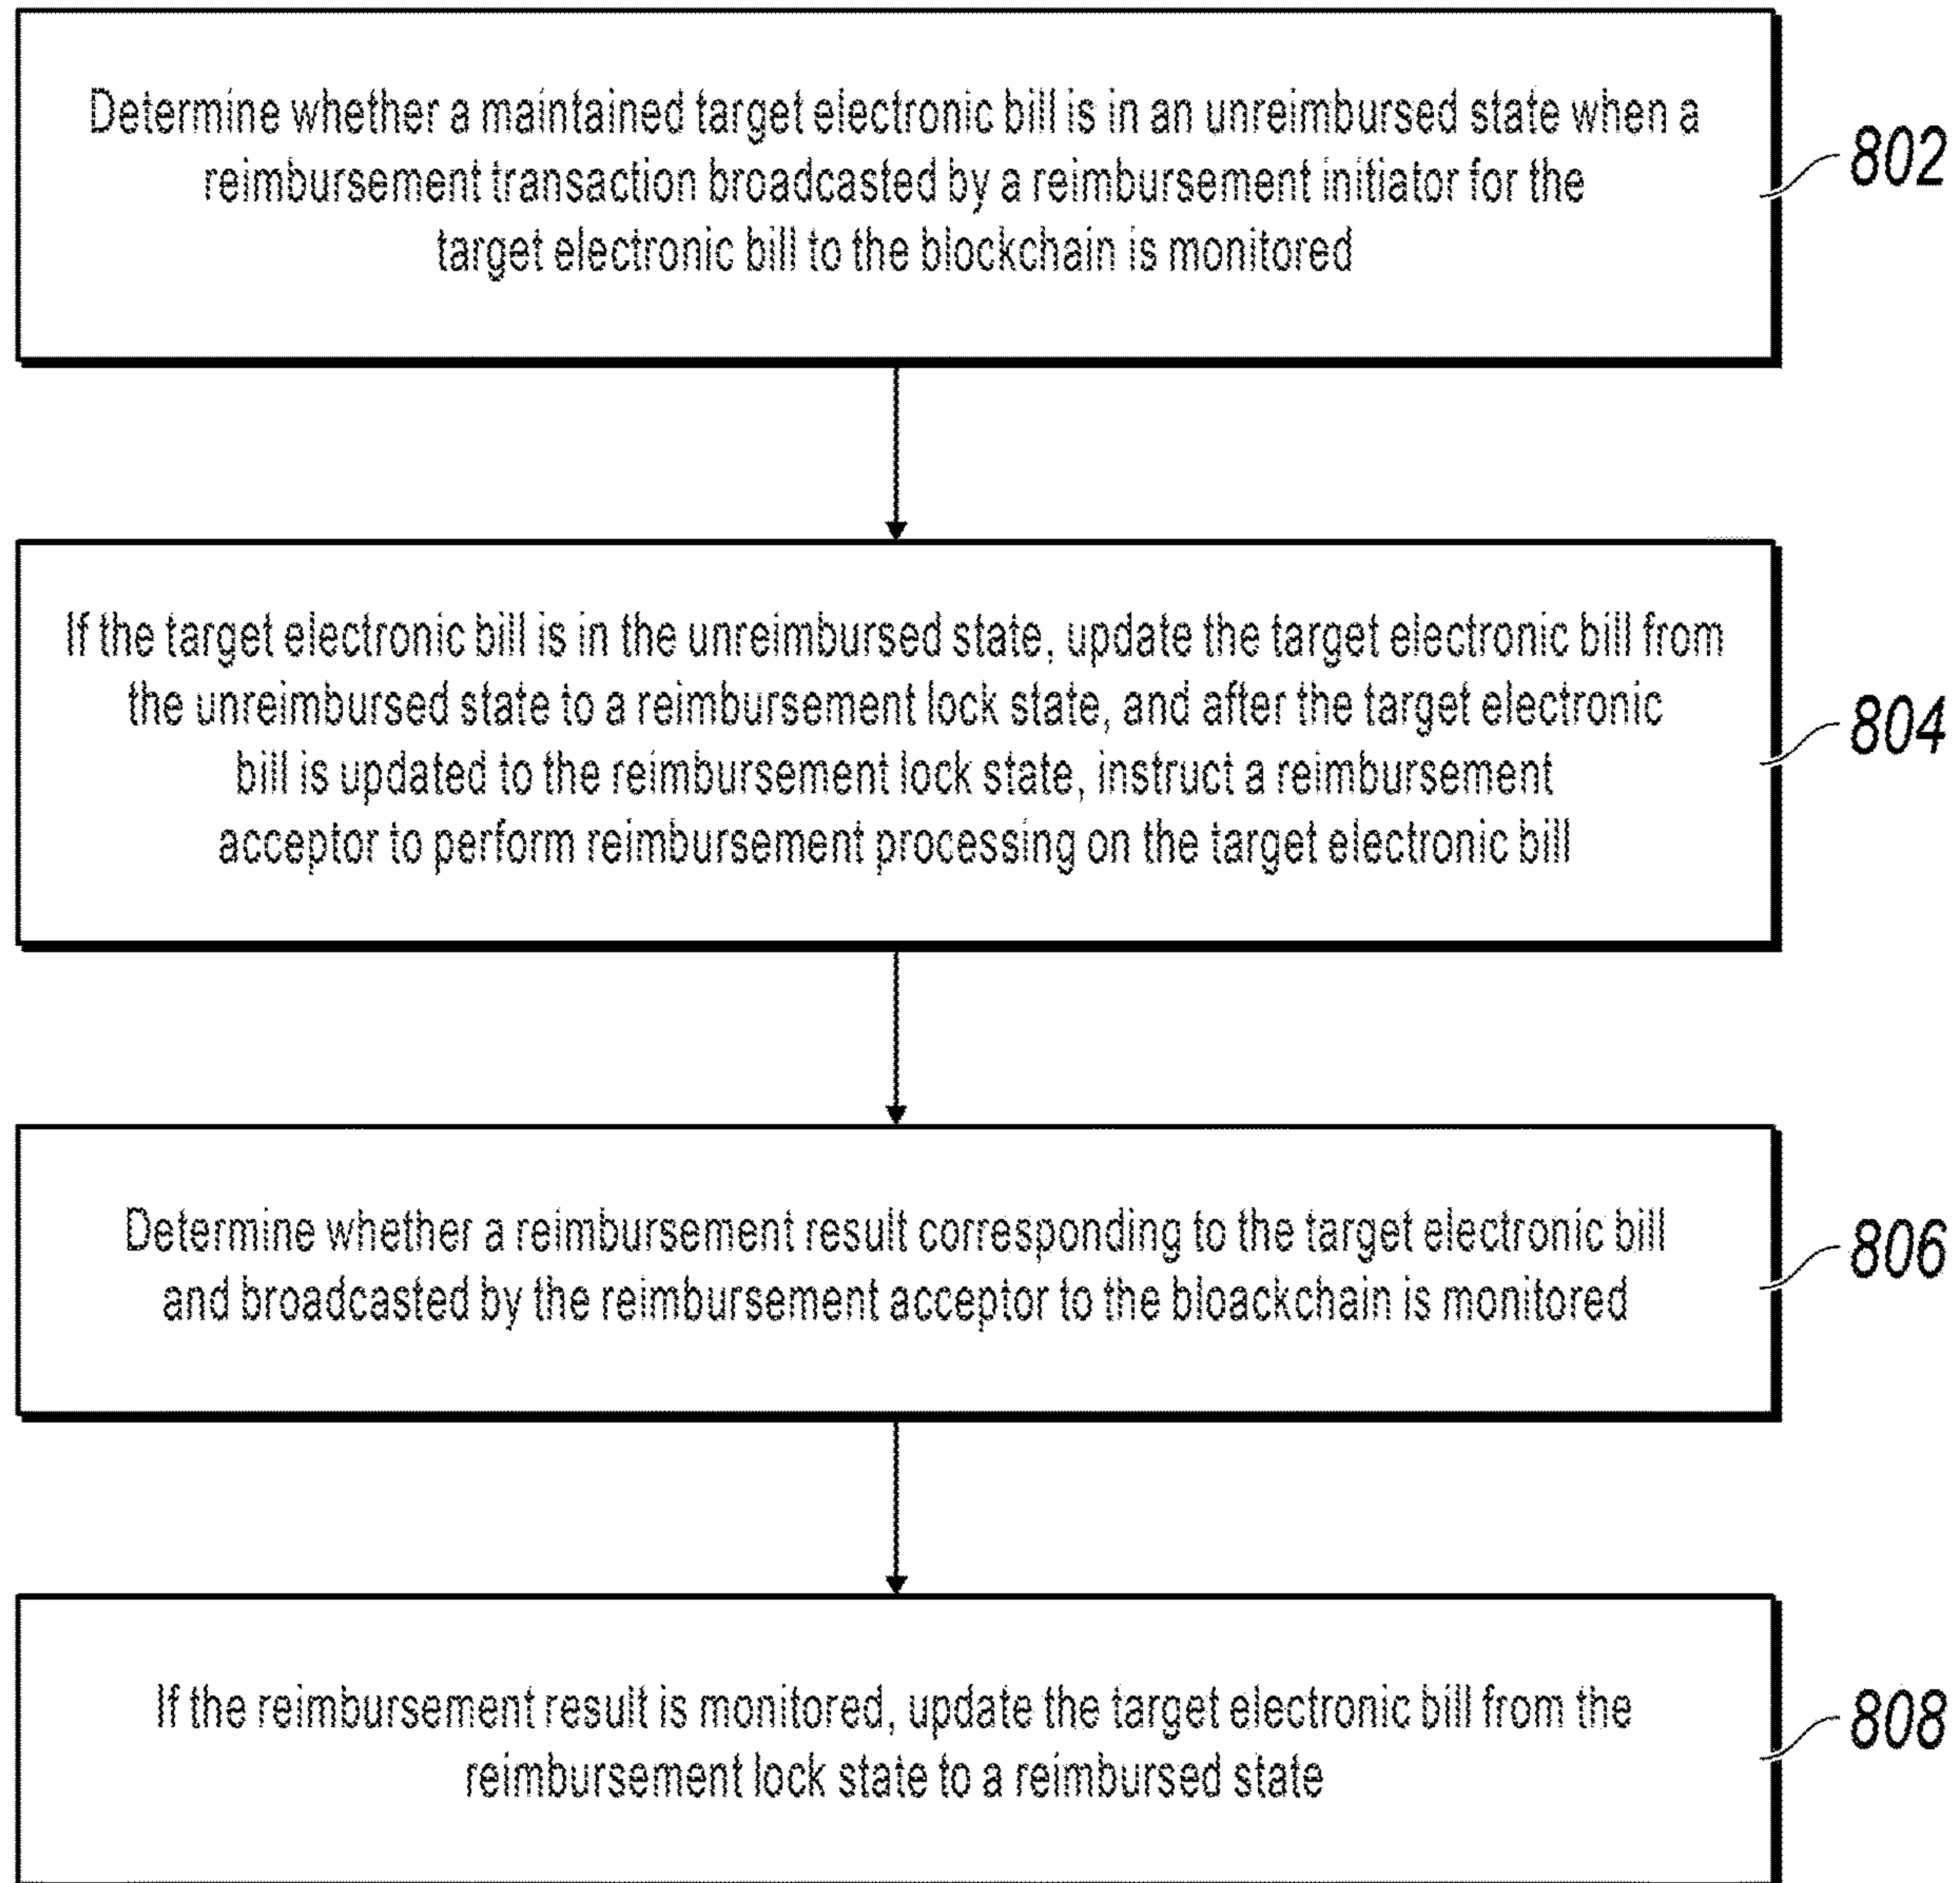 Determine whether a maintained target electronic bill is in an unreimbursed state when a
reimbursement transaction broadcasted by a reimbursement initiator for the
target electronic bill to the blockchain is monitored
802
If the target electronic bill is in the unreimbursed state, update the target electronic bill from
the unreimbursed state to a reimbursement lock state, and after the target electronic
bill is updated to the reimbursement lock state, instruct a reimbursement
acceptor to perform reimbursement processing on the target electronic bill
804
Determine whether a reimbursement result corresponding to the target electronic bill
and broadcasted by the reimbursement acceptor to the bloackchain is monitored
806
If the reimbursement result is monitored, update the target electronic bill from the
reimbursement lock state to a reimbursed state
808